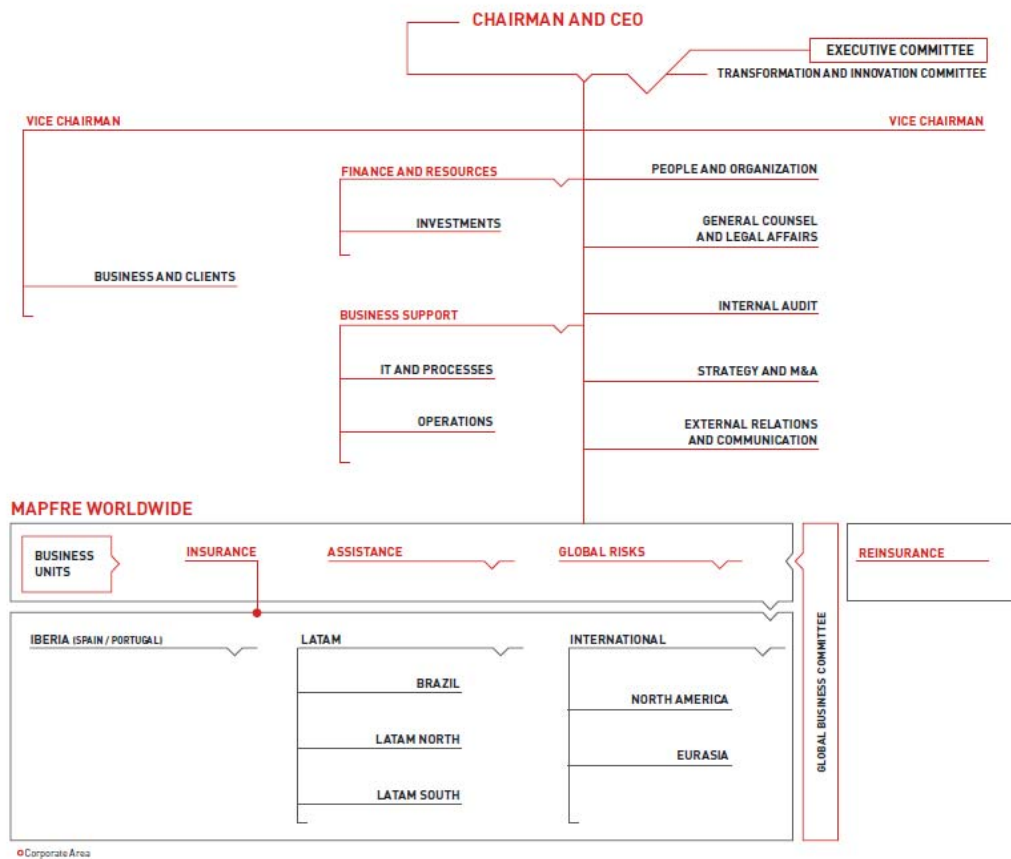 CHAIRMAN AND CEO
EXECUTIVE COMMITTEE
TRANSFORMATION AND INNOVATION COMMITTEE
VICE CHAIRMAN
VICE CHAIRMAN
FINANCE AND RESOURCES
PEOPLE AND ORGANIZATION
INVESTMENTS
GENERAL COUNSEL
AND LEGAL AFFAIRS
BUSINESS AND CLIENTS
INTERNAL AUDIT
BUSINESS SUPPORT
IT AND PROCESSES
STRATEGY AND M&A
OPERATIONS
EXTERNAL RELATIONS
AND COMMUNICATION
MAPFRE WORLDWIDE
BUSINESS
UNITS
INSURANCE
ASSISTANCE
GLOBAL RISKS
REINSURANCE
IBERIA (SPAIN / PORTUGAL)
LATAM
INTERNATIONAL
BRAZIL
NORTH AMERICA
LATAM NORTH
EURASIA
LATAM SOUTH
GLOBAL BUSINESS COMMITTEE
Corporate Area